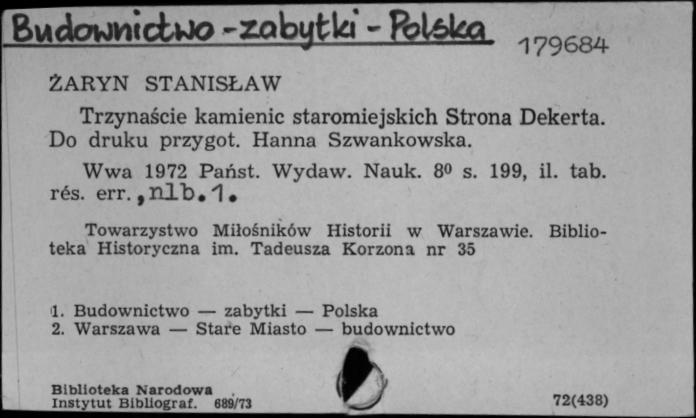 Budownictwo - zabytki - Polska
179684
ŻARYN STANISŁAW
Trzynaście kamienic staromiejskich Strona Dekerta.
Do druku przygot. Hanna Szwankowska.
Wwa 1972 Państ. Wydaw. Nauk. 8⁰ s. 199, il. tab.
rés. err., nlb. 1.
Towarzystwo Miłośników Historii w Warszawie. Biblio-
teka Historyczna im. Tadeusza Korzona nr 35
1. Budownictwo — zabytki — Polska
2. Warszawa — Stare Miasto — budownictwo
Biblioteka Narodowa
Instytut Bibliograf. 689/73
72(438)